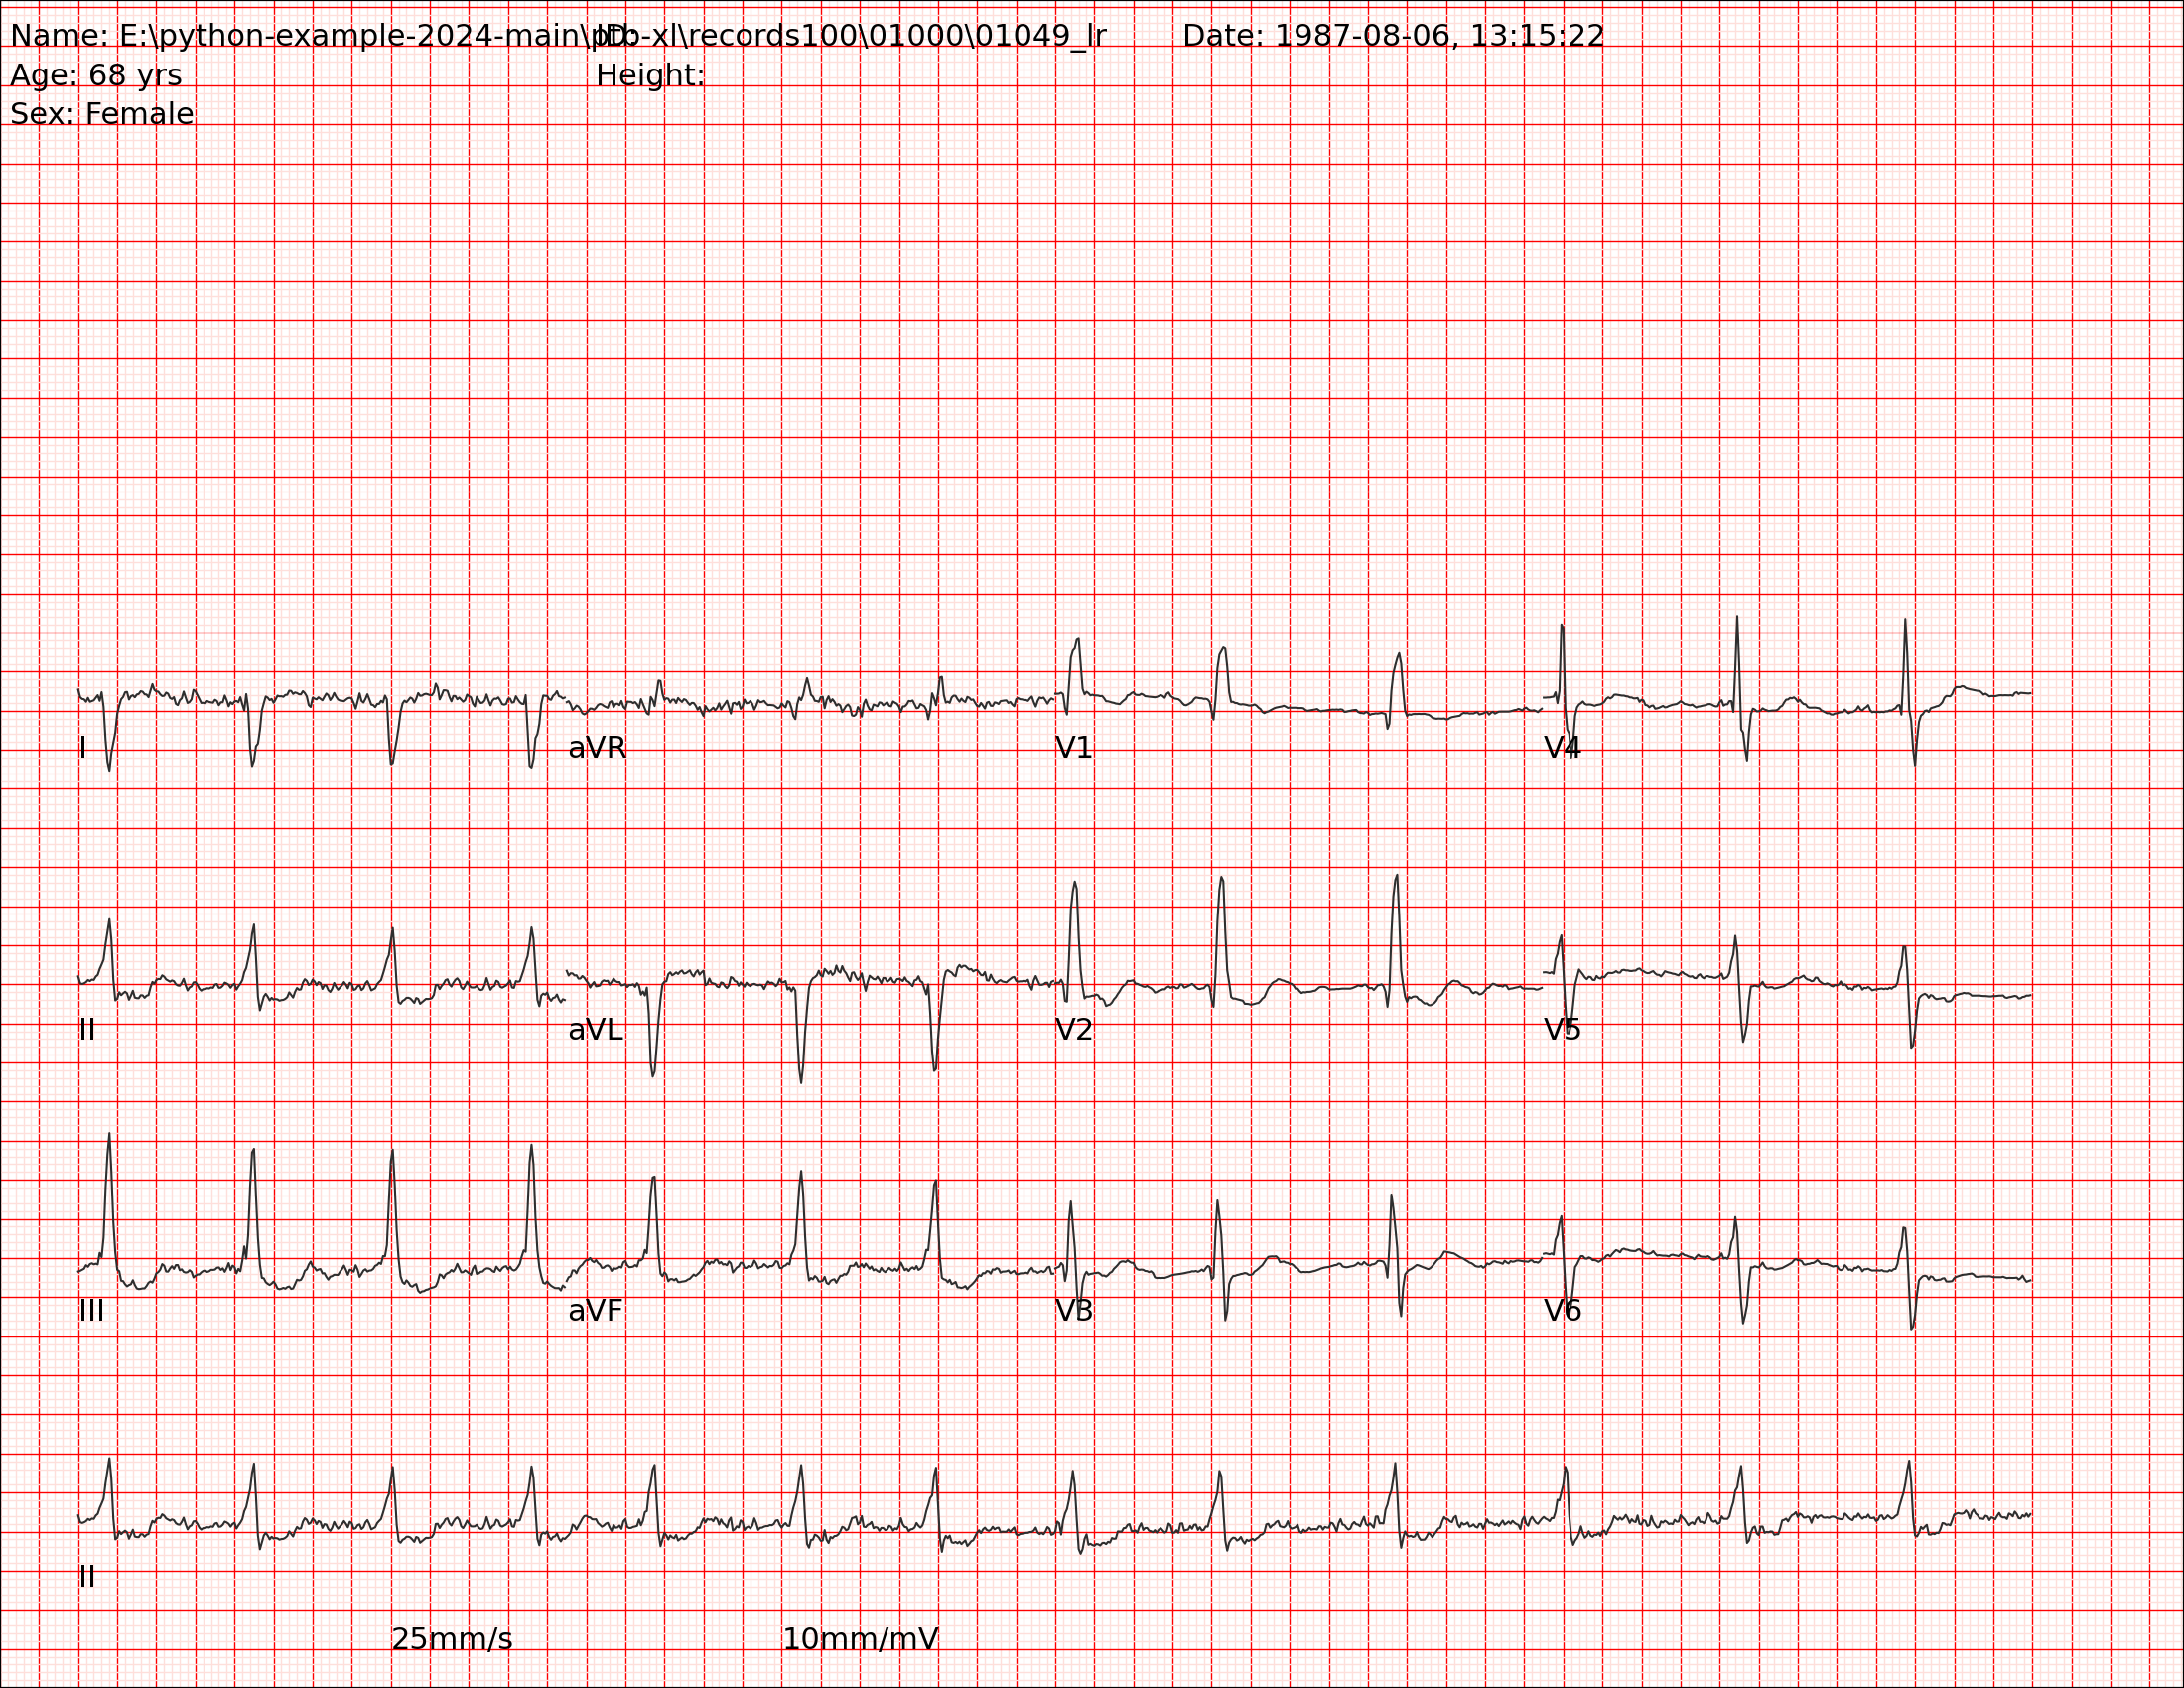 Name: E:\python-example-2024-main\ptb-xl\records100\01000\01049_lr ID: Date: 1987-08-06, 13:15:22
Age: 68 yrs Height:
Sex: Female
I aVR V1 V4
II aVL V2 V5
III aVF V3 V6
II
25mm/s 10mm/mV